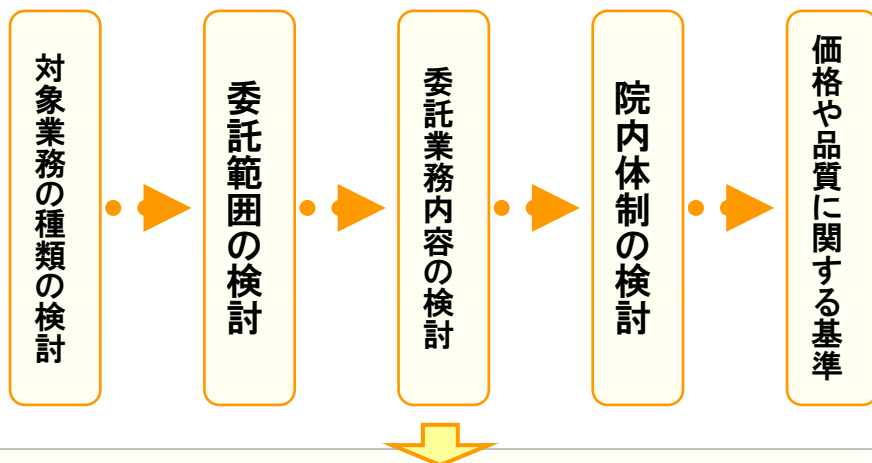 対象業務の種類の検討
委託範囲の検討
委託業務内容の検討
院内体制の検討
価格や品質に関する基準